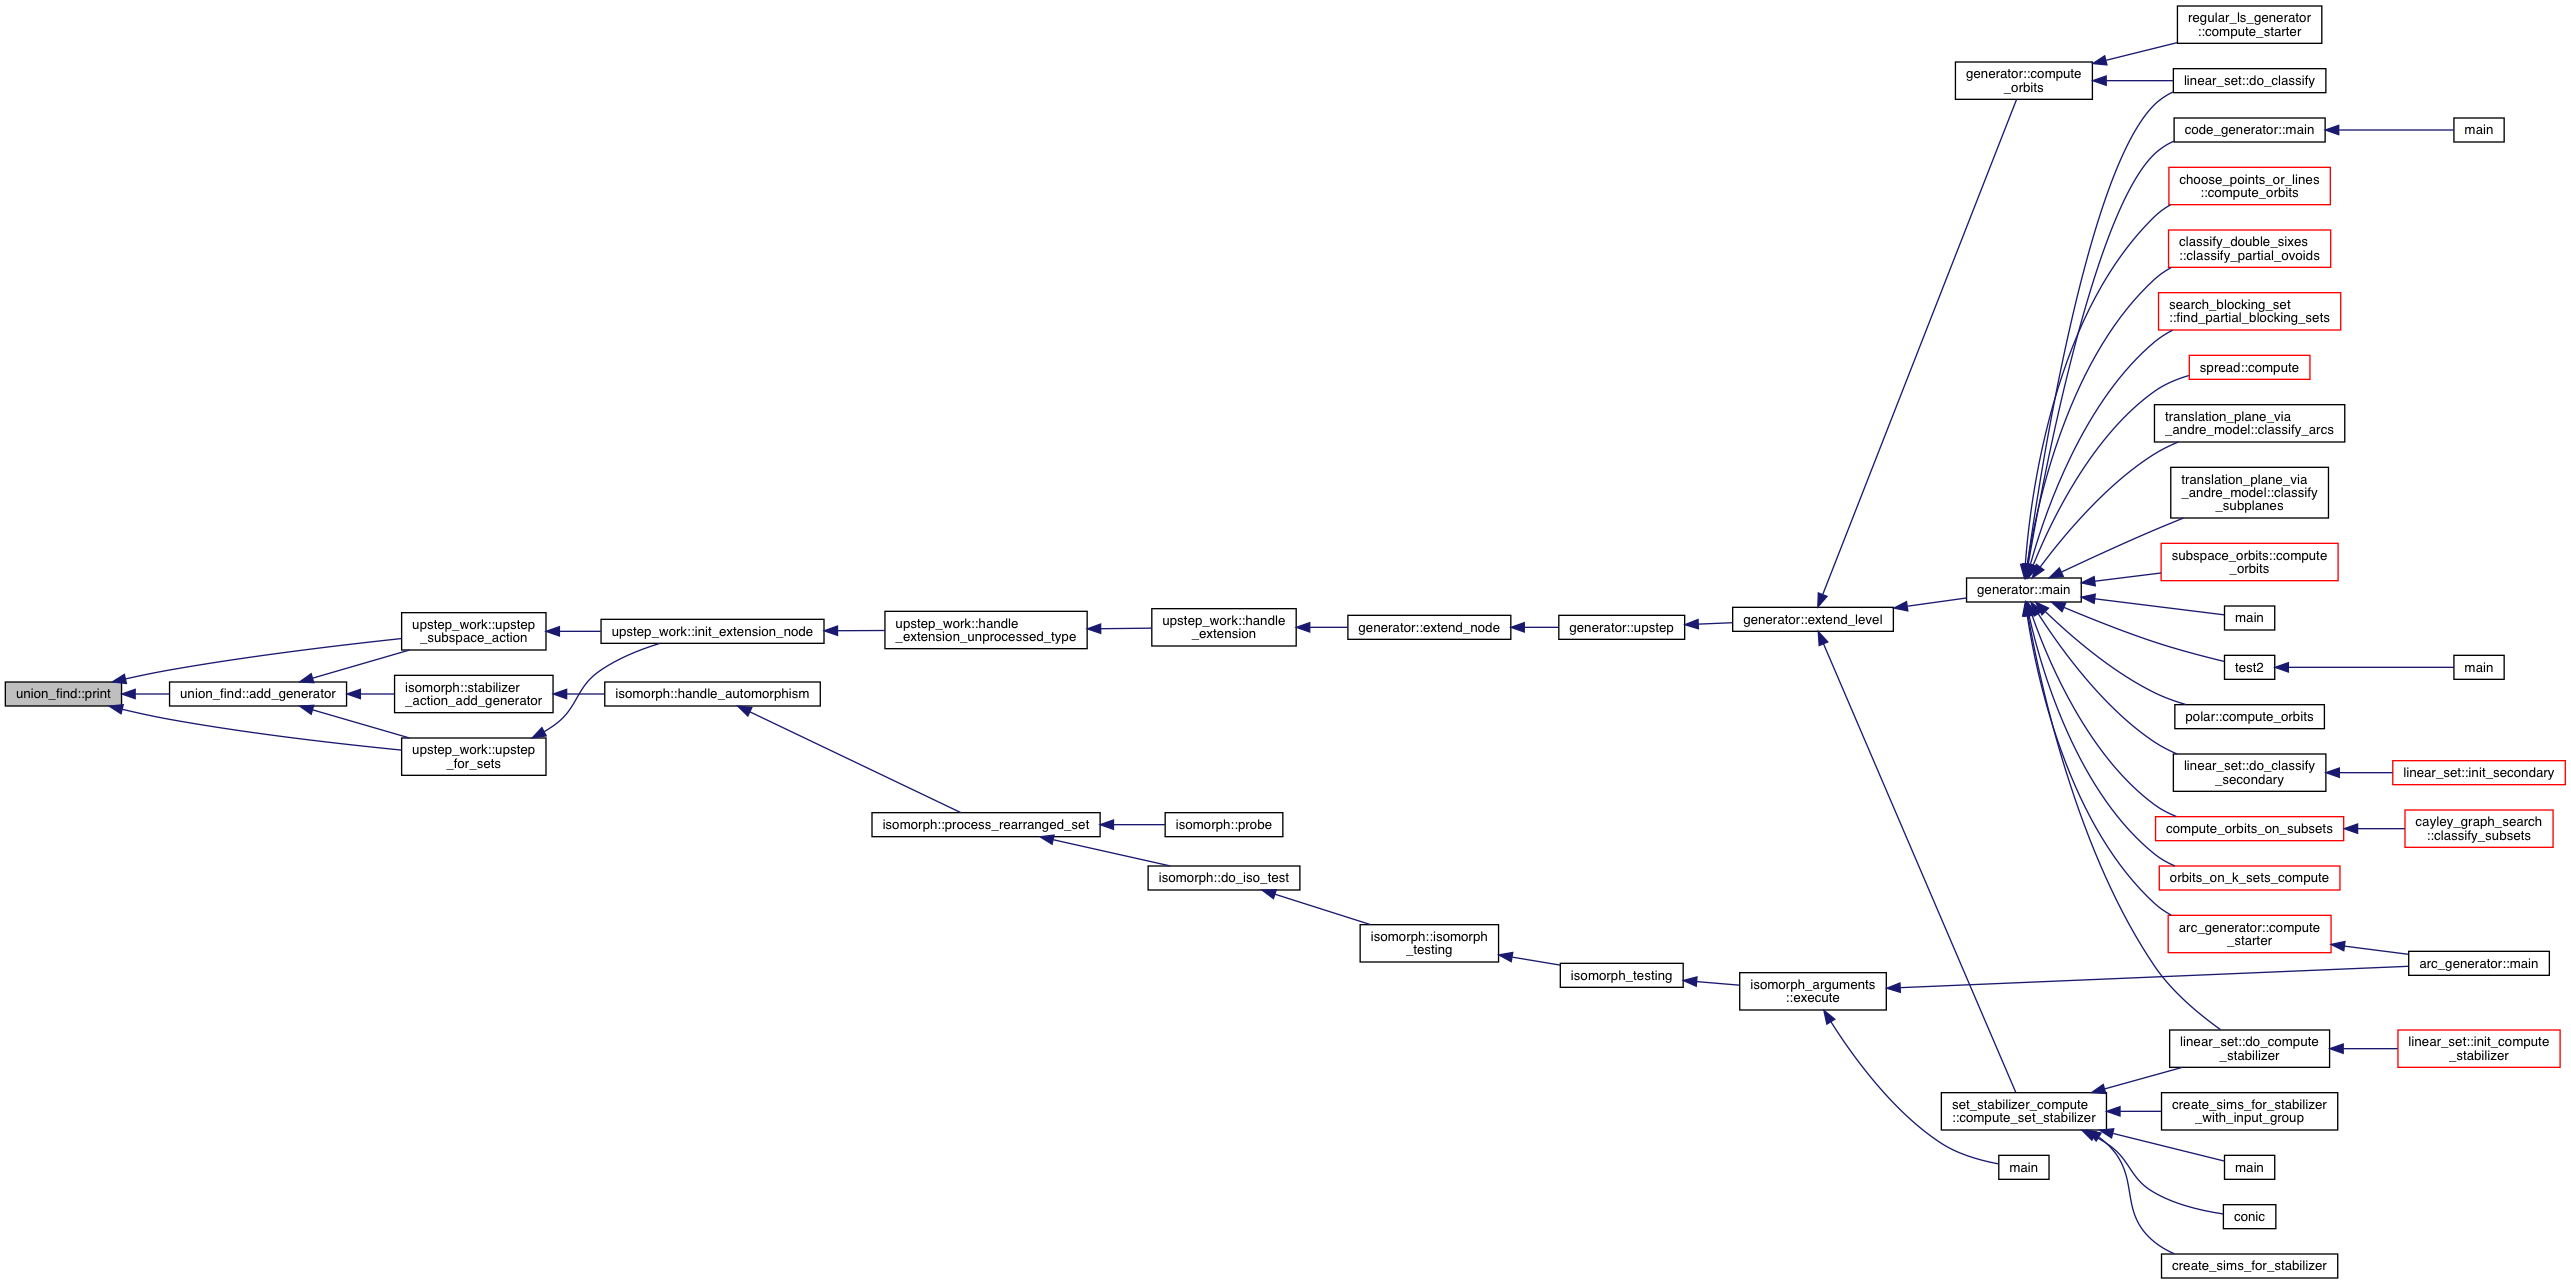 union_find::print
upstep_work::upstep
_subspace_action
union_find::add_generator
isomorph::stabilizer
_action_add_generator
upstep_work::upstep
_for_sets
upstep_work::init_extension_node
isomorph::handle_automorphism
upstep_work::handle
_extension_unprocessed_type
upstep_work::handle
_extension
generator::extend_node
generator::upstep
generator::extend_level
isomorph::process_rearranged_set
isomorph::probe
isomorph::do_iso_test
isomorph::isomorph
_testing
isomorph_testing
isomorph_arguments
::execute
generator::compute
_orbits
generator::main
set_stabilizer_compute
::compute_set_stabilizer
main
regular_ls_generator
::compute_starter
linear_set::do_classify
code_generator::main
main
choose_points_or_lines
::compute_orbits
classify_double_sixes
::classify_partial_ovoids
search_blocking_set
::find_partial_blocking_sets
spread::compute
translation_plane_via
_andre_model::classify_arcs
translation_plane_via
_andre_model::classify
_subplanes
subspace_orbits::compute
_orbits
main
test2
main
polar::compute_orbits
linear_set::do_classify
_secondary
linear_set::init_secondary
compute_orbits_on_subsets
cayley_graph_search
::classify_subsets
orbits_on_k_sets_compute
arc_generator::compute
_starter
arc_generator::main
linear_set::do_compute
_stabilizer
linear_set::init_compute
_stabilizer
create_sims_for_stabilizer
_with_input_group
main
conic
create_sims_for_stabilizer